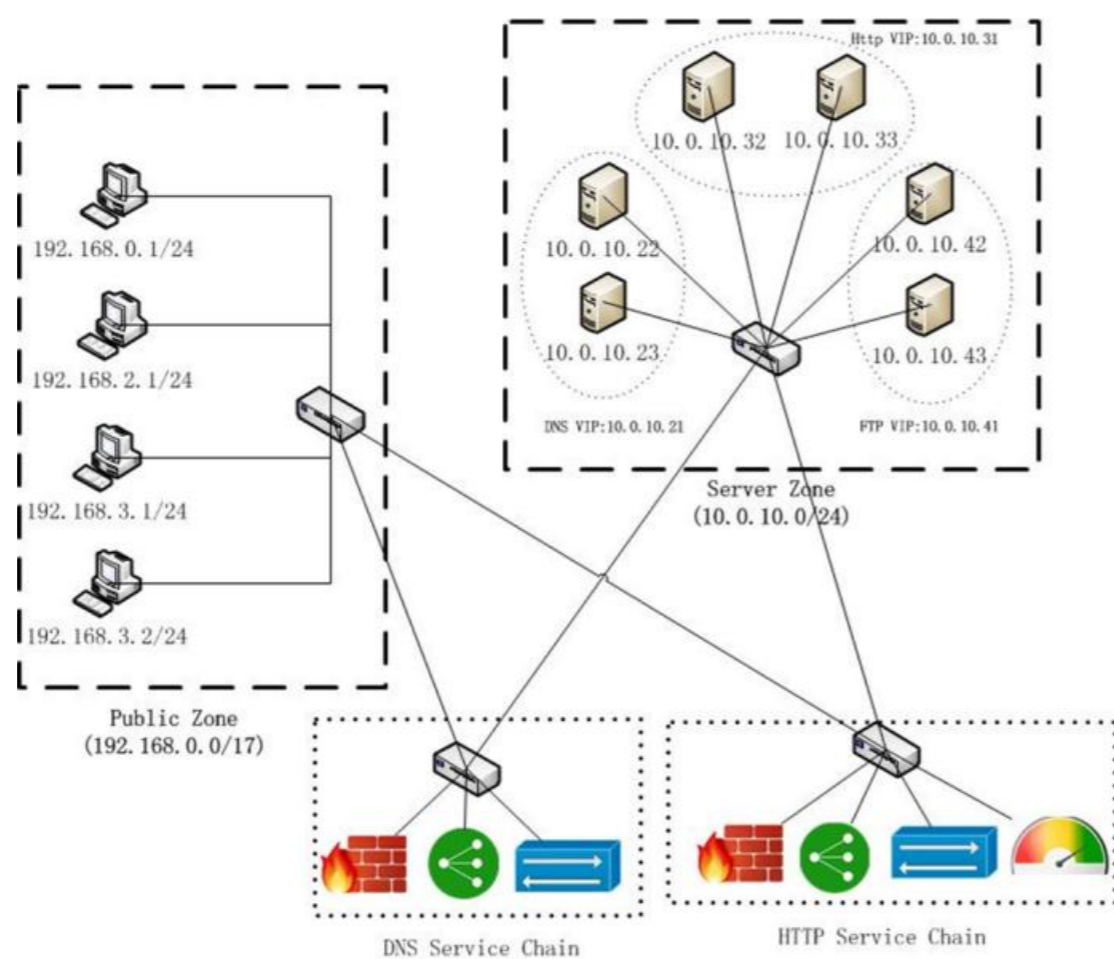 Http VIP:10.0.10.31
10.0.10.32 10.0.10.33
10.0.10.22
10.0.10.42
10.0.10.23
10.0.10.43
DNS VIP:10.0.10.21
FTP VIP:10.0.10.41
Server Zone
(10.0.10.0/24)
192.168.0.1/24
192.168.2.1/24
192.168.3.1/24
192.168.3.2/24
Public Zone
(192.168.0.0/17)
DNS Service Chain
HTTP Service Chain